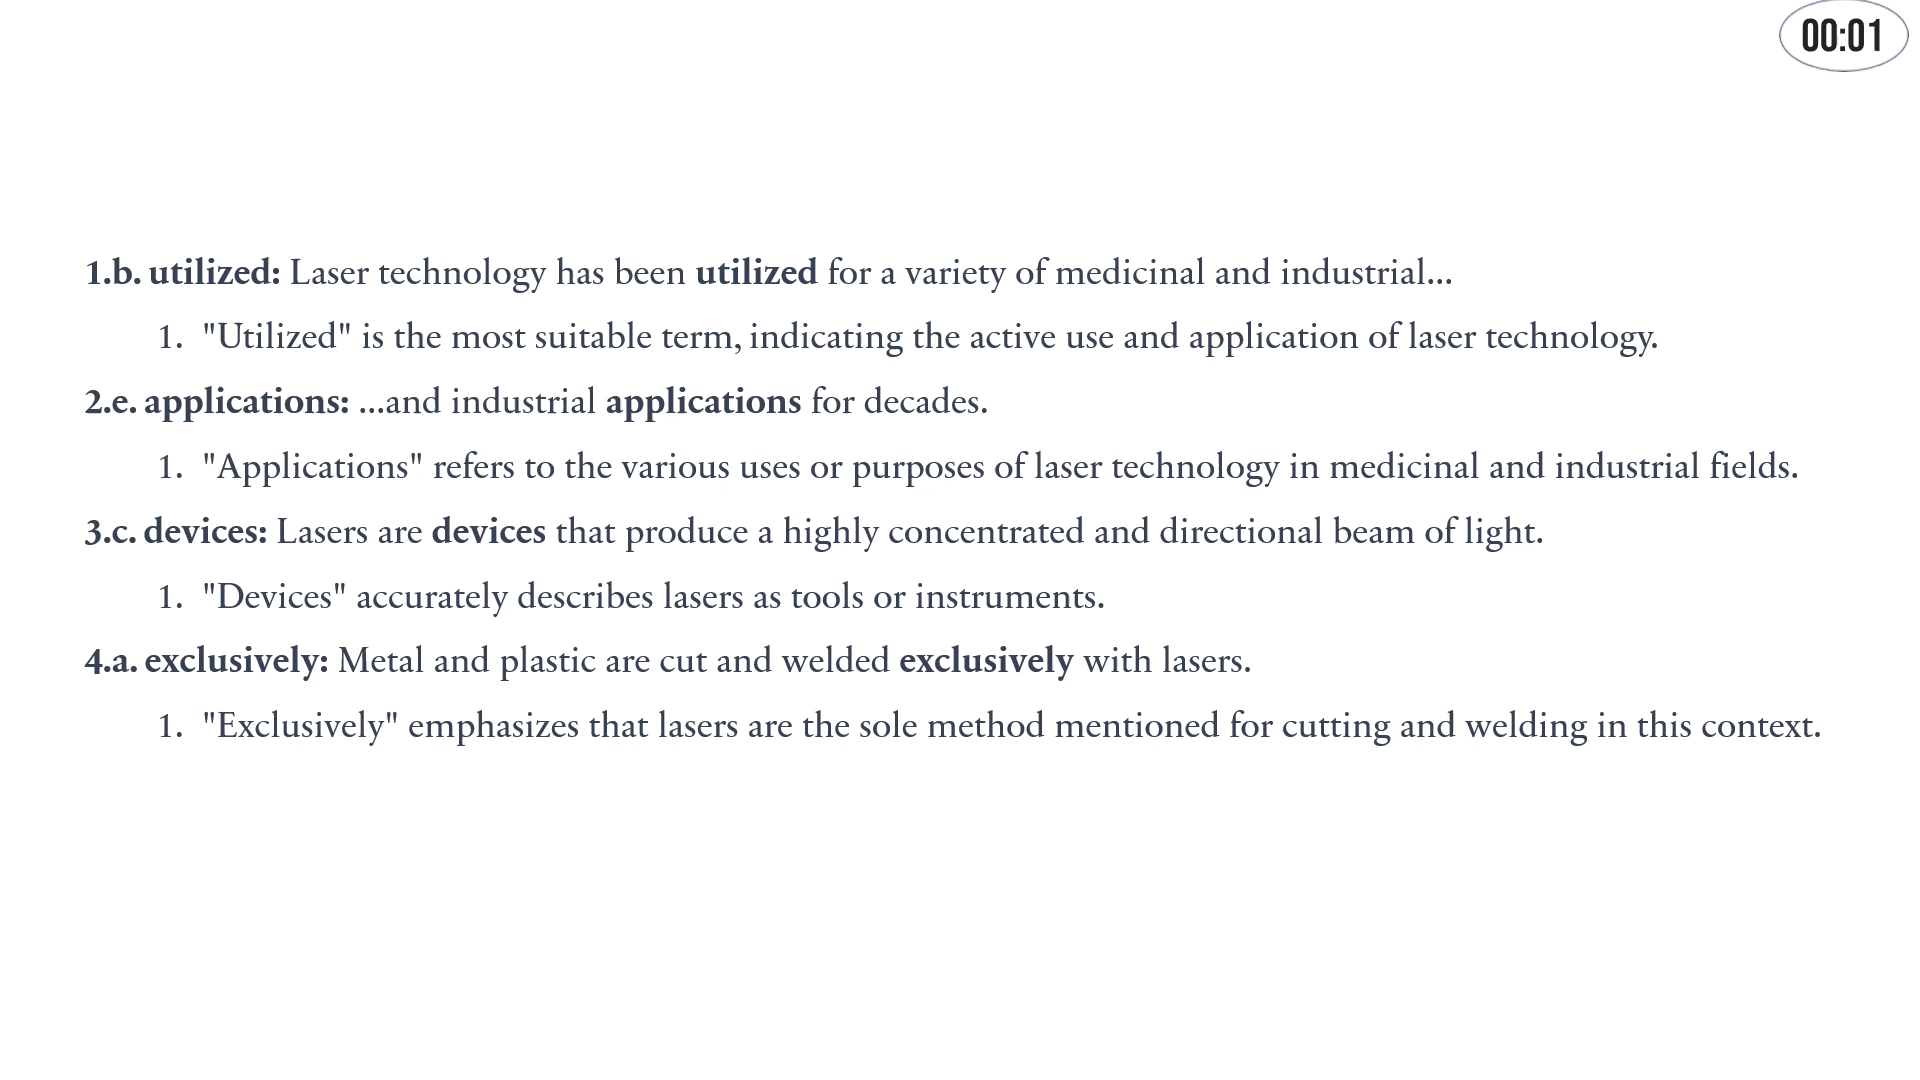 00:01
1.b. utilized: Laser technology has been utilized for a variety of medicinal and industrial...
1. "Utilized" is the most suitable term, indicating the active use and application of laser technology.
2.e. applications: ...and industrial applications for decades.
1. "Applications" refers to the various uses or purposes of laser technology in medicinal and industrial fields.
3.c. devices: Lasers are devices that produce a highly concentrated and directional beam of light.
1. "Devices" accurately describes lasers as tools or instruments.
4.a. exclusively: Metal and plastic are cut and welded exclusively with lasers.
1. "Exclusively" emphasizes that lasers are the sole method mentioned for cutting and welding in this context.